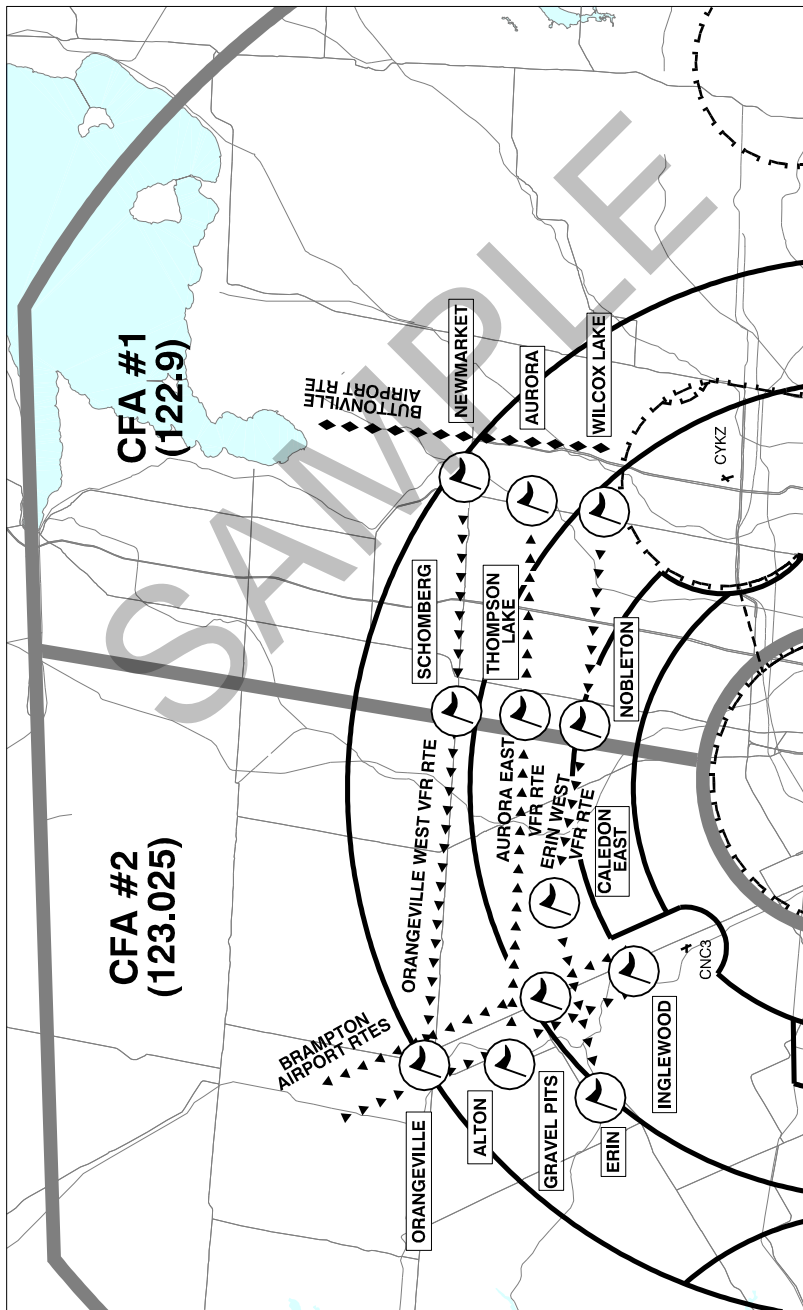 CFA #1
(122.9)
CFA #2
(123.025)
SAMPLE
BUTTONVILLE
AIRPORT RTE
NEWMARKET
AURORA
WILCOX LAKE
CYKZ
SCHOMBERG
THOMPSON
LAKE
NOBLETON
ORANGEVILLE WEST VFR RTE
AURORA EAST
VFR RTE
ERIN WEST
VFR RTE
CALEDON
EAST
BRAMPTON
AIRPORT RTES
CNC3
INGLEWOOD
ORANGEVILLE
ALTON
GRAVEL PITS
ERIN